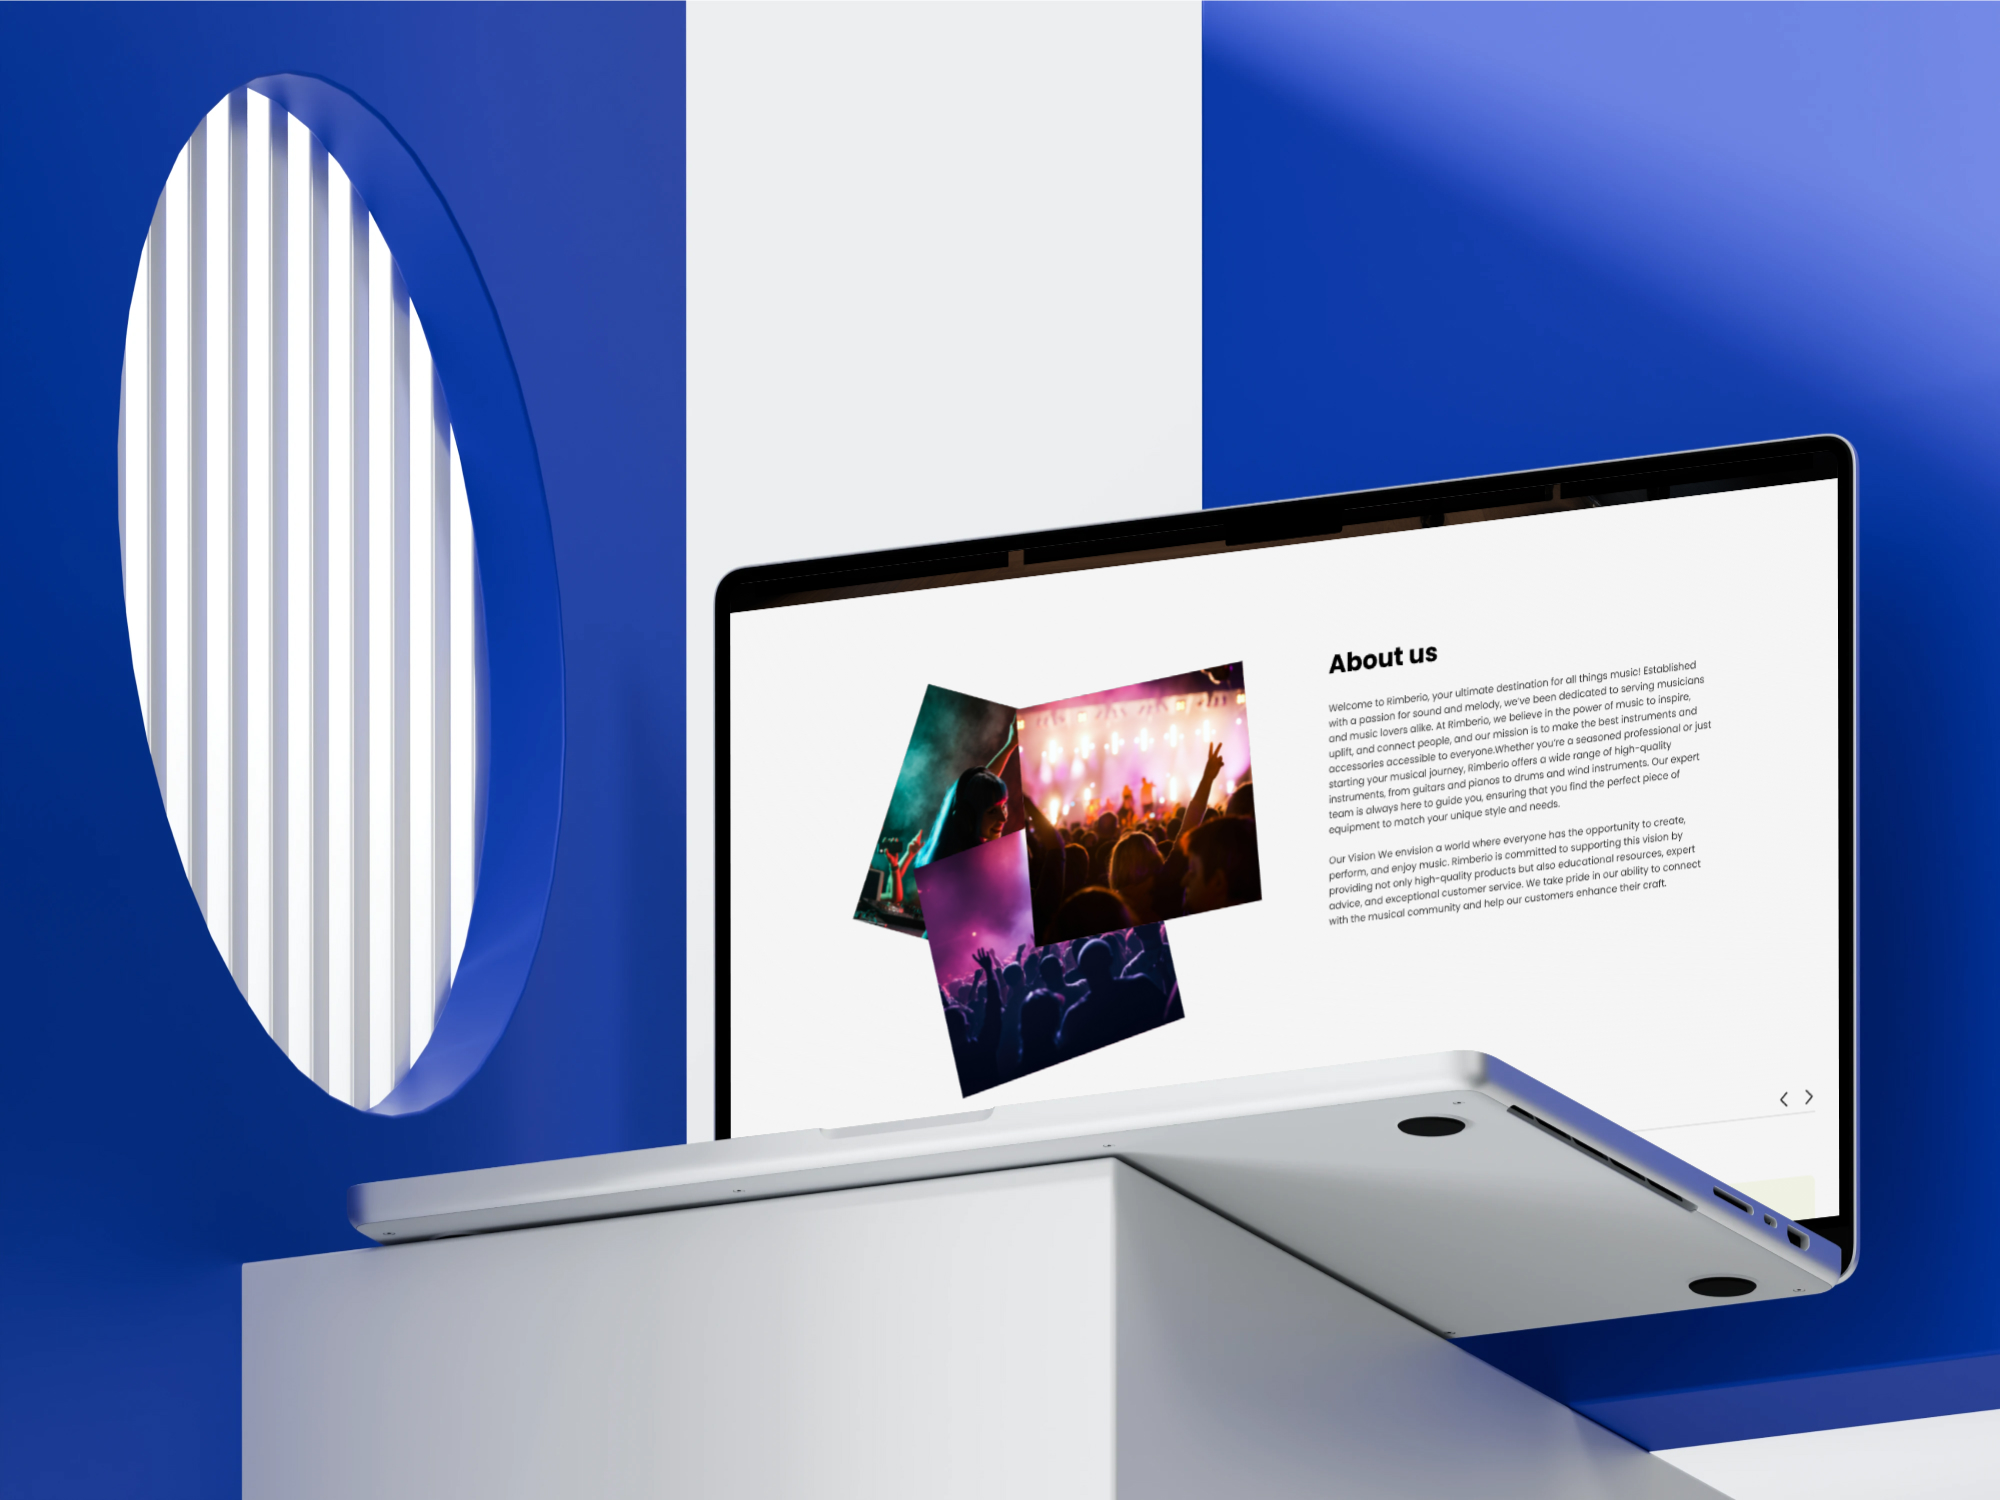 About us
Welcome to Rimberio, your ultimate destination for all things music! Established
with a passion for sound and melody, we've been dedicated to serving musicians
and music lovers alike. At Rimberio, we believe in the power of music to inspire,
uplift, and connect people, and our mission is to make the best instruments and
accessories accessible to everyone.Whether you're a seasoned professional or just
starting your musical journey, Rimberio offers a wide range of high-quality
instruments, from guitars and pianos to drums and wind instruments. Our expert
team is always here to guide you, ensuring that you find the perfect piece of
equipment to match your unique style and needs.
Our Vision We envision a world where everyone has the opportunity to create,
perform, and enjoy music. Rimberio is committed to supporting this vision by
providing not only high-quality products but also educational resources, expert
advice, and exceptional customer service. We take pride in our ability to connect
with the musical community and help our customers enhance their craft.